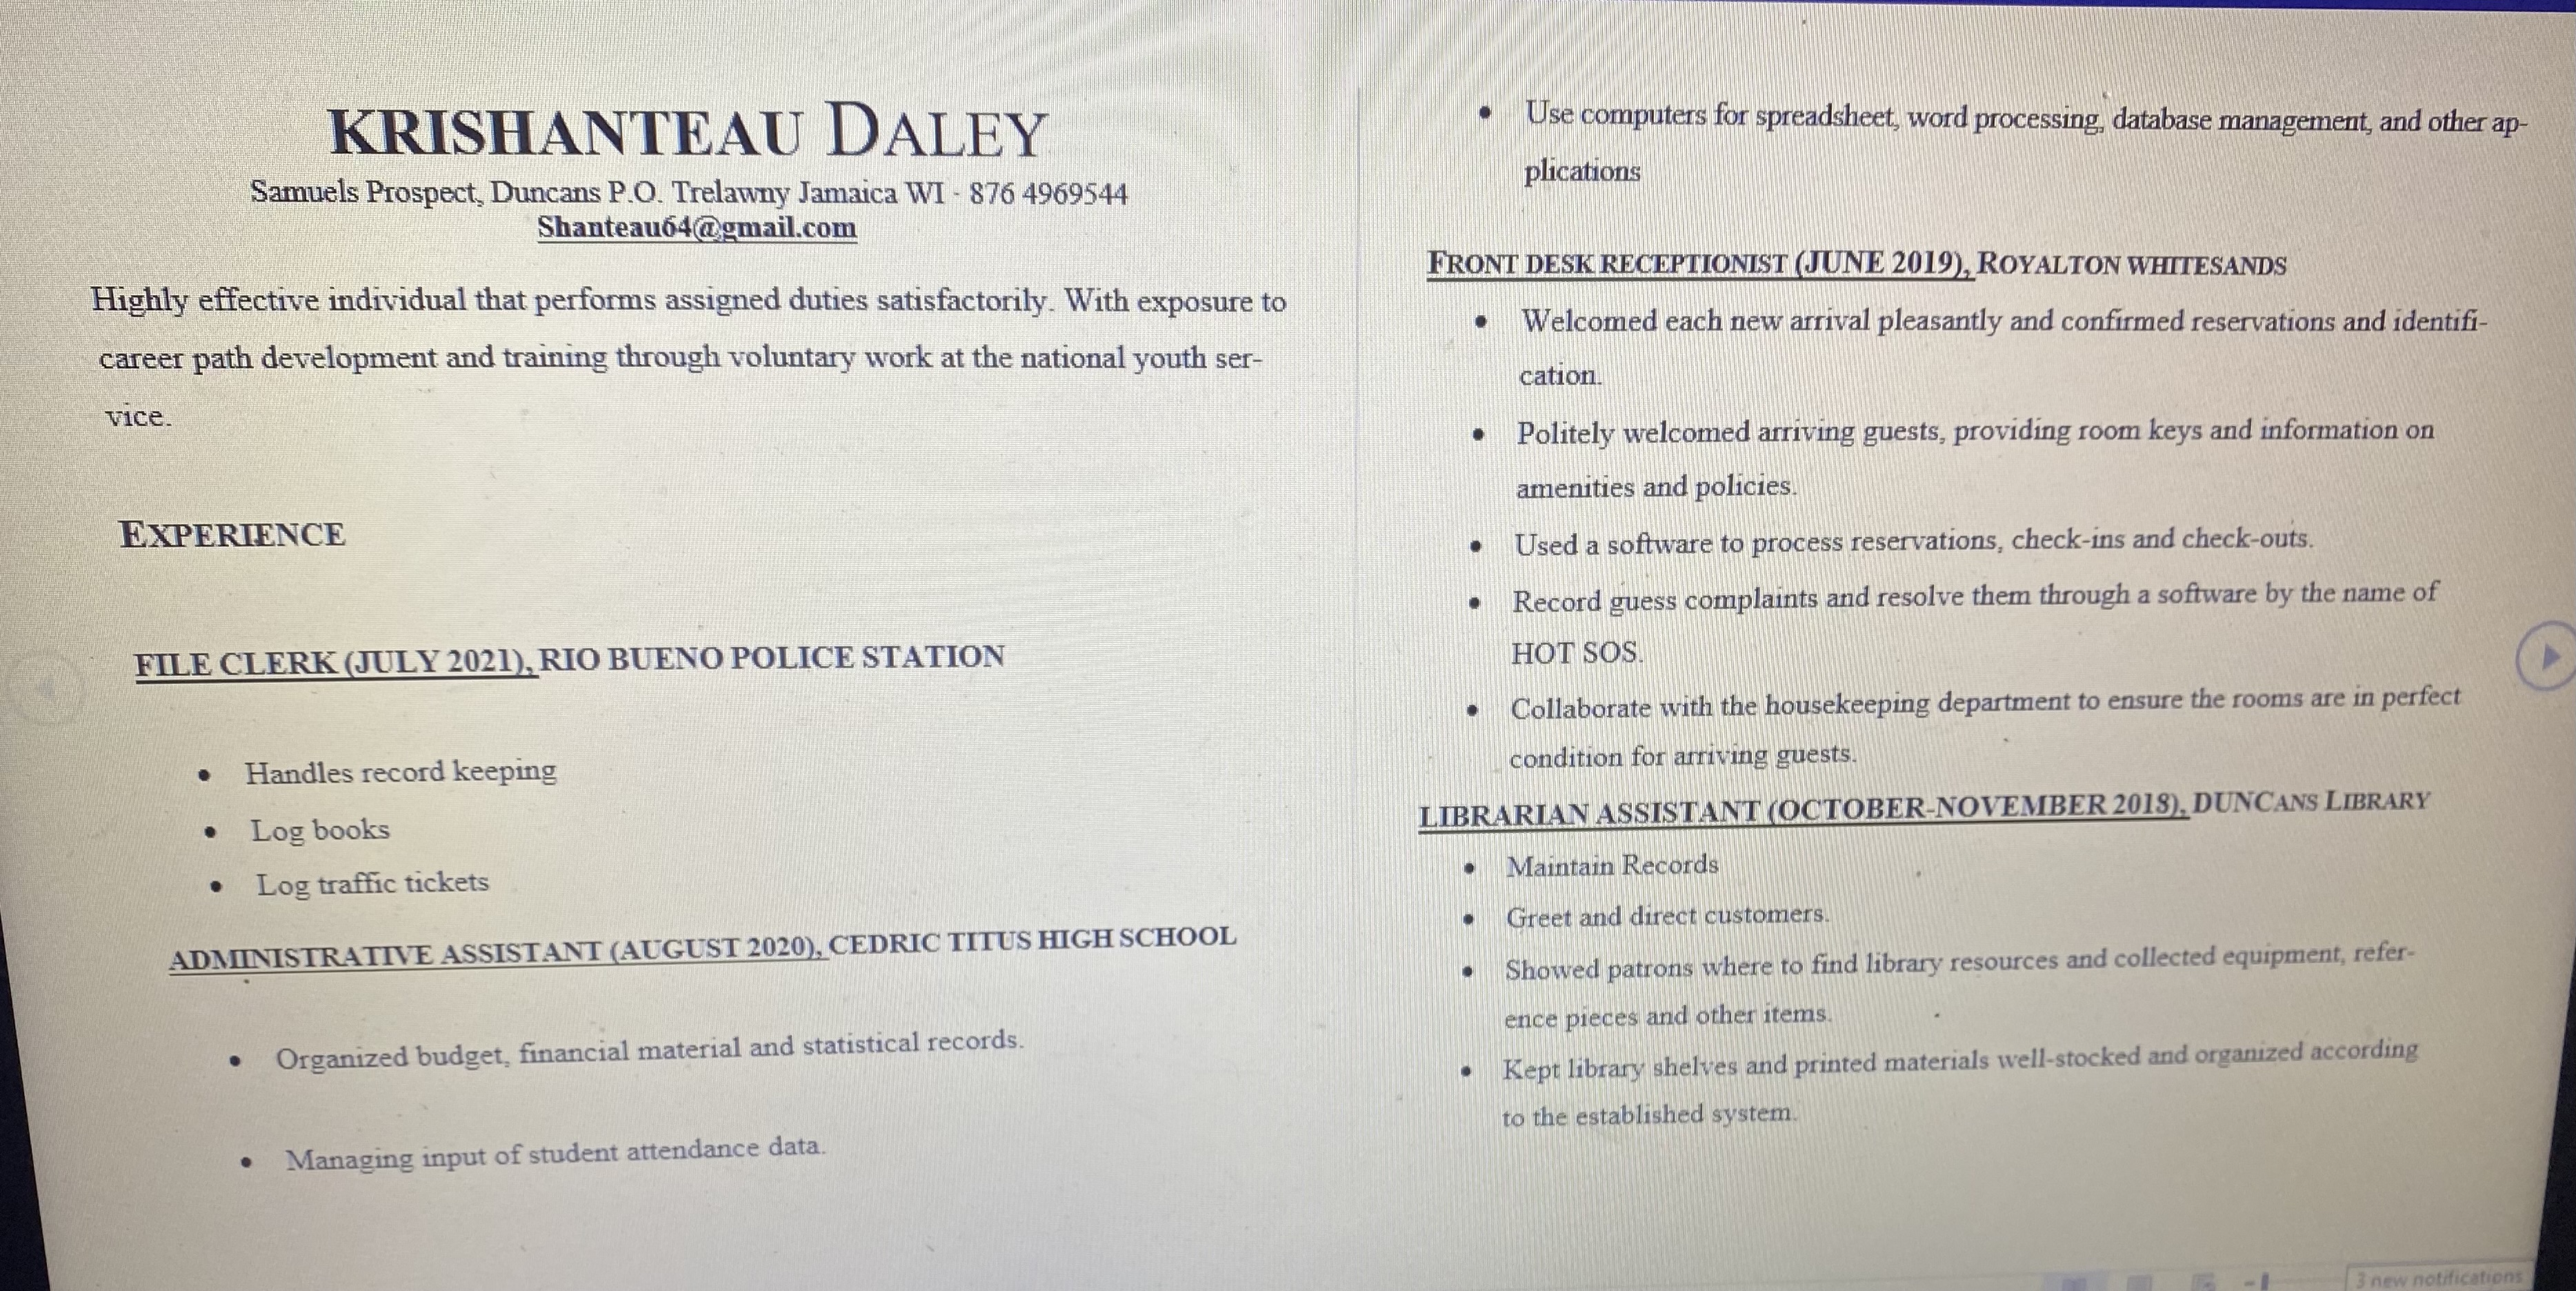 KRISHANTEAU DALEY
Samuels Prospect, Duncans P.O. Trelawny Jamaica WI - 876 4969544
Shanteau64@gmail.com
Highly effective individual that performs assigned duties satisfactorily. With exposure to
career path development and training through voluntary work at the national youth ser-
vice.
EXPERIENCE
FILE CLERK (JULY 2021), RIO BUENO POLICE STATION
• Handles record keeping
• Log books
• Log traffic tickets
ADMINISTRATIVE ASSISTANT (AUGUST 2020), CEDRIC TITUS HIGH SCHOOL
• Organized budget, financial material and statistical records.
• Managing input of student attendance data.
• Use computers for spreadsheet, word processing, database management, and other ap-
plications
FRONT DESK RECEPTIONIST (JUNE 2019), ROYALTON WHITESANDS
• Welcomed each new arrival pleasantly and confirmed reservations and identifi-
cation.
• Politely welcomed arriving guests, providing room keys and information on
amenities and policies.
• Used a software to process reservations, check-ins and check-outs.
• Record guess complaints and resolve them through a software by the name of
HOT SOS.
• Collaborate with the housekeeping department to ensure the rooms are in perfect
condition for arriving guests.
LIBRARIAN ASSISTANT (OCTOBER-NOVEMBER 2018), DUNCANS LIBRARY
• Maintain Records
• Greet and direct customers.
• Showed patrons where to find library resources and collected equipment, refer-
ence pieces and other items.
• Kept library shelves and printed materials well-stocked and organized according
to the established system.
3 new notifications